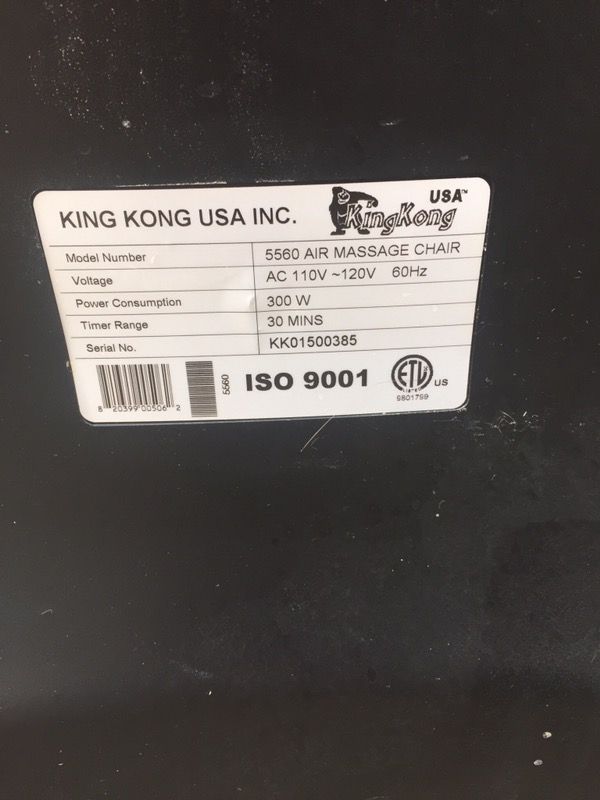 KING KONG USA INC.
USA™
KingKong
Model Number 5560 AIR MASSAGE CHAIR
Voltage AC 110V ~120V 60Hz
Power Consumption 300 W
Timer Range 30 MINS
Serial No. KK01500385
8 20399 00506 2
5560
ISO 9001
ETL
US
9801799